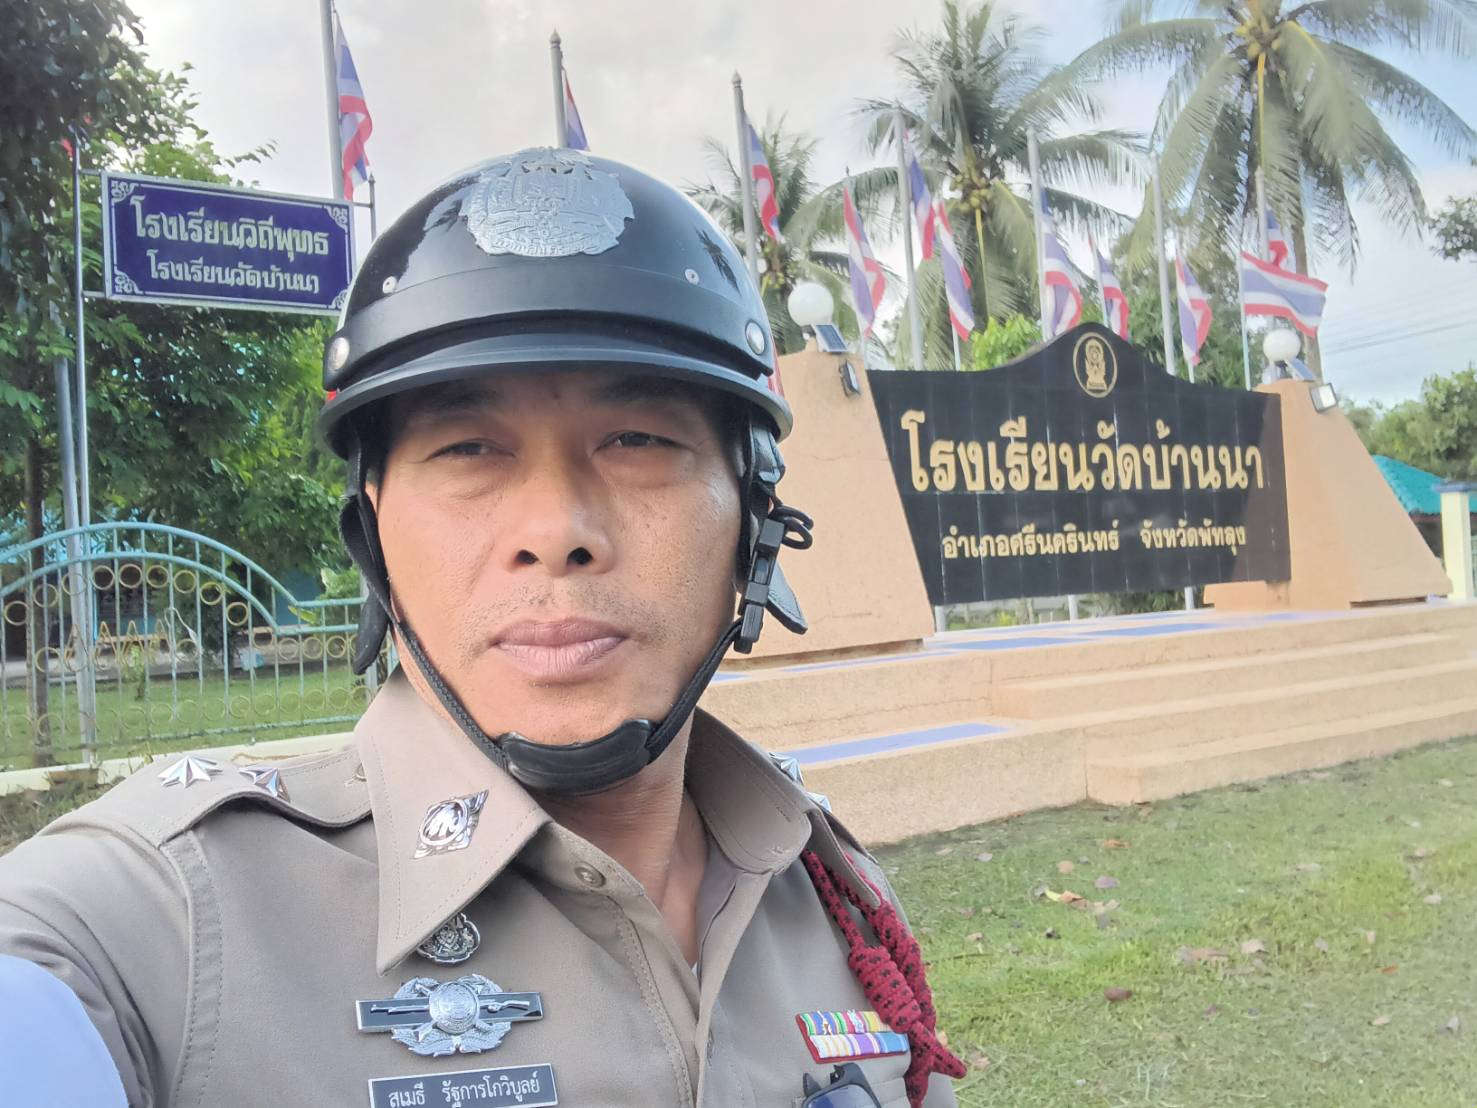 โรงเรียนวิถีพุทธ
โรงเรียนวัดบ้านนา
โรงเรียนวัดบ้านนา
อำเภอศรีนครินทร์ จังหวัดพัทลุง
สเมธี รัฐการโกวิบูลย์